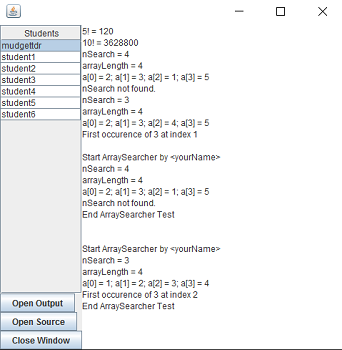 Students
mudgettdr
student1
student2
student3
student4
student5
student6
Open Output
Open Source
Close Window
5! = 120
10! = 3628800
nSearch = 4
arrayLength = 4
a[0] = 2; a[1] = 3; a[2] = 1; a[3] = 5
nSearch not found.
nSearch = 3
arrayLength = 4
a[0] = 2; a[1] = 3; a[2] = 4; a[3] = 5
First occurence of 3 at index 1
Start ArraySearcher by <yourName>
nSearch = 4
arrayLength = 4
a[0] = 2; a[1] = 3; a[2] = 1; a[3] = 5
nSearch not found.
End ArraySearcher Test
Start ArraySearcher by <yourName>
nSearch = 3
arrayLength = 4
a[0] = 1; a[1] = 2; a[2] = 3; a[3] = 4
First occurence of 3 at index 2
End ArraySearcher Test